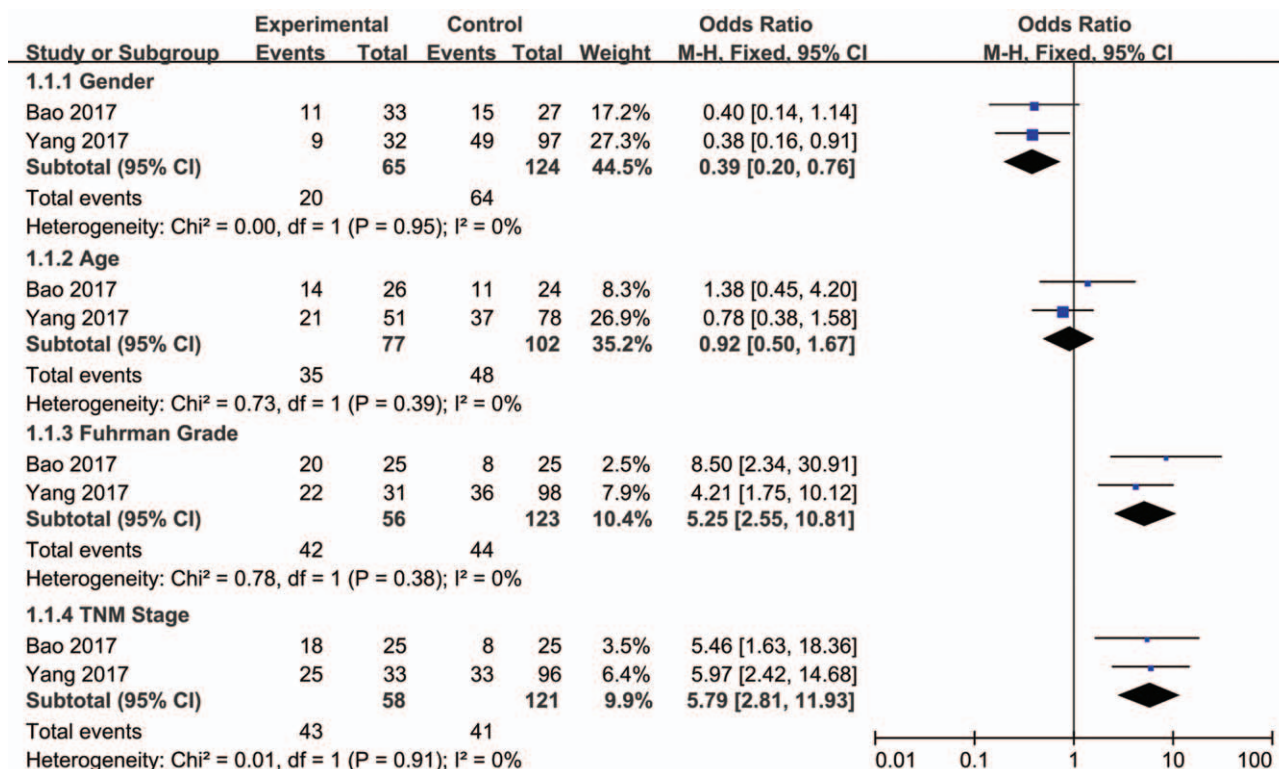 Experimental Control Odds Ratio Odds Ratio
Study or Subgroup Events Total Events Total Weight M-H, Fixed, 95% CI M-H, Fixed, 95% CI
1.1.1 Gender
Bao 2017 11 33 15 27 17.2% 0.40 [0.14, 1.14]
Yang 2017 9 32 49 97 27.3% 0.38 [0.16, 0.91]
Subtotal (95% CI) 65 124 44.5% 0.39 [0.20, 0.76]
Total events 20 64
Heterogeneity: Chi² = 0.00, df = 1 (P = 0.95); I² = 0%
1.1.2 Age
Bao 2017 14 26 11 24 8.3% 1.38 [0.45, 4.20]
Yang 2017 21 51 37 78 26.9% 0.78 [0.38, 1.58]
Subtotal (95% CI) 77 102 35.2% 0.92 [0.50, 1.67]
Total events 35 48
Heterogeneity: Chi² = 0.73, df = 1 (P = 0.39); I² = 0%
1.1.3 Fuhrman Grade
Bao 2017 20 25 8 25 2.5% 8.50 [2.34, 30.91]
Yang 2017 22 31 36 98 7.9% 4.21 [1.75, 10.12]
Subtotal (95% CI) 56 123 10.4% 5.25 [2.55, 10.81]
Total events 42 44
Heterogeneity: Chi² = 0.78, df = 1 (P = 0.38); I² = 0%
1.1.4 TNM Stage
Bao 2017 18 25 8 25 3.5% 5.46 [1.63, 18.36]
Yang 2017 25 33 33 96 6.4% 5.97 [2.42, 14.68]
Subtotal (95% CI) 58 121 9.9% 5.79 [2.81, 11.93]
Total events 43 41
Heterogeneity: Chi² = 0.01, df = 1 (P = 0.91); I² = 0%
0.01 0.1 1 10 100